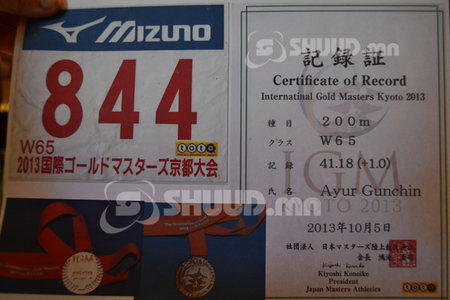 MIZUNO
844
W65
toto
2013国際ゴールドマスターズ京都大会
SHUUD.mn
記録証
Certificate of Record
Internatinal Gold Masters Kyoto 2013
種目 200m
クラス W65
記録 41.18 (+1.0)
氏名 Ayur Gunchin
2013年10月5日
社団法人 日本マスターズ陸上競技連合
会長 鴻池
Kiyoshi Konoike
President
Japan Masters Athletics
toto
SHUUD.mn